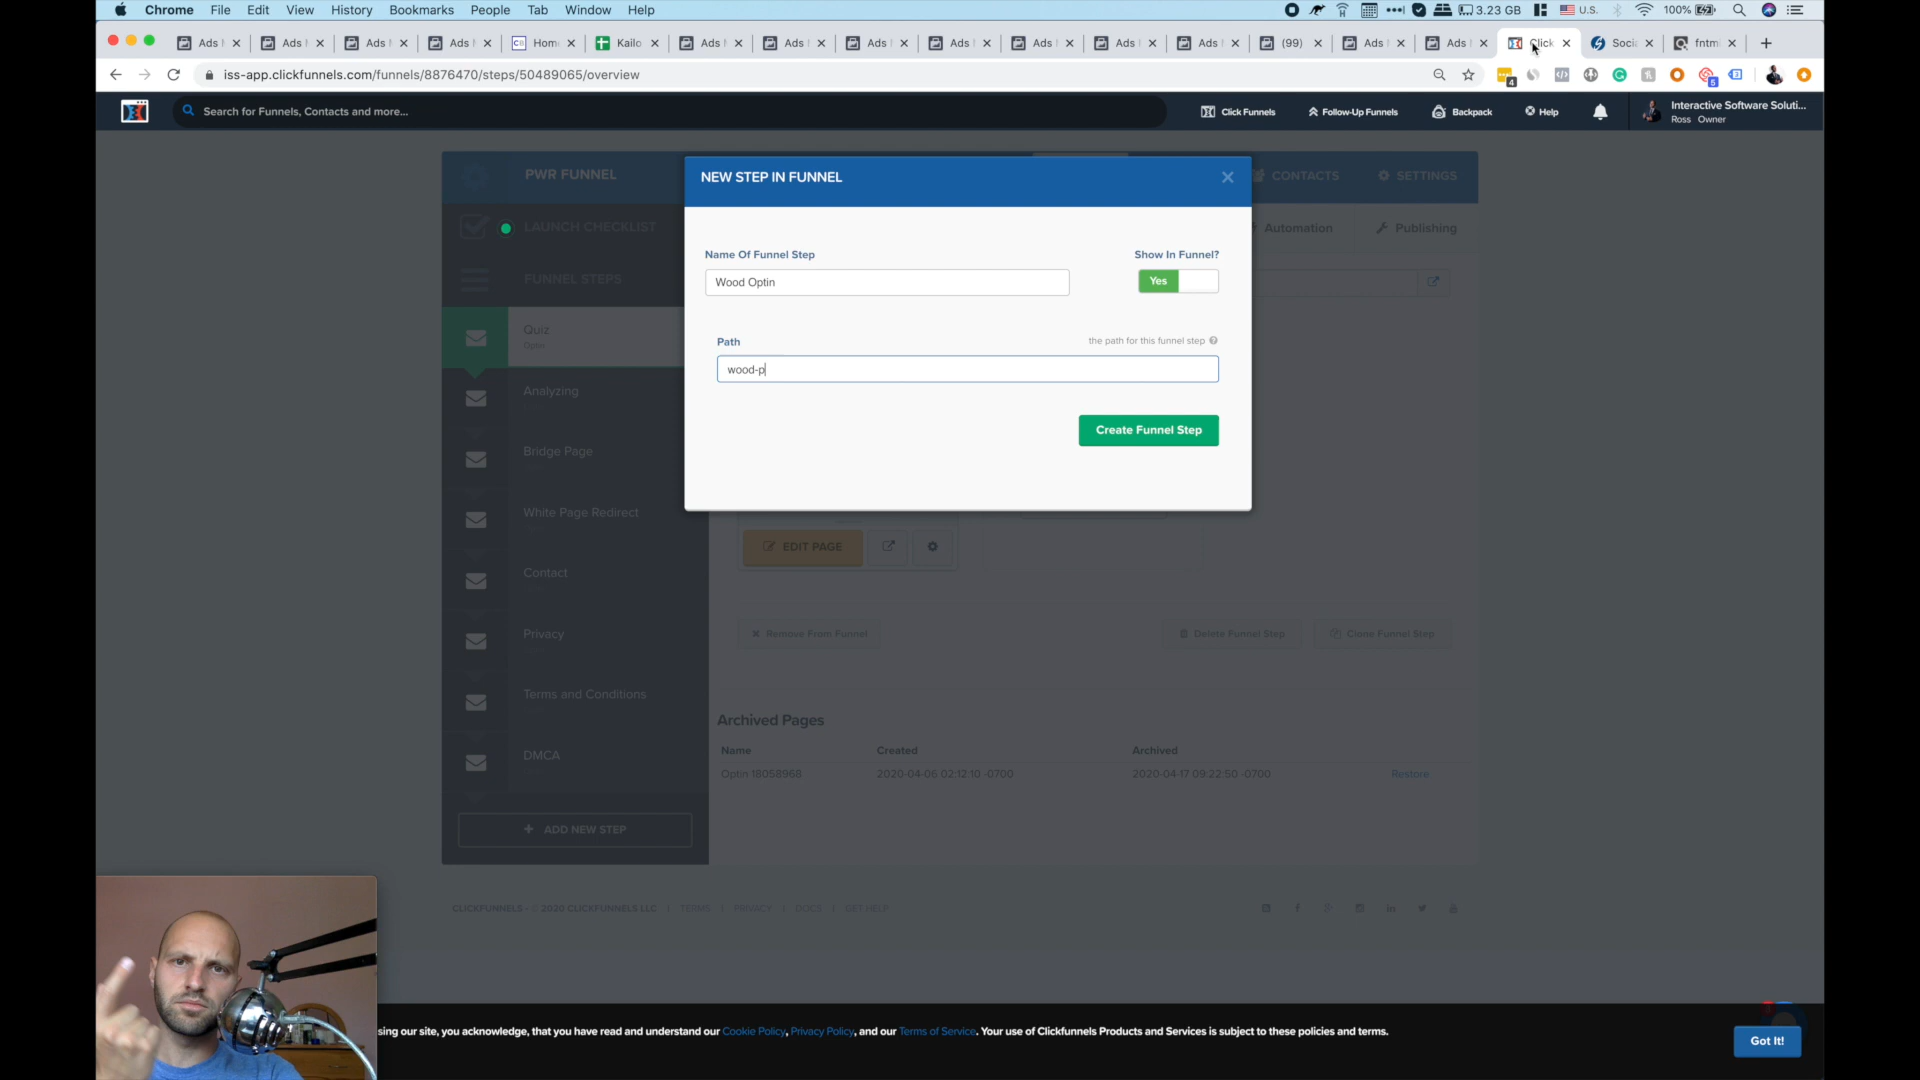 Chrome File Edit View History Bookmarks People Tab Window Help 3.23 GB U.S. 100%
Ads Ads Ads Ads Hom Kailo Ads Ads Ads Ads Ads Ads Ads (99) Ads Ads Click Socia fntm
iss-app.clickfunnels.com/funnels/8876470/steps/50489065/overview
Search for Funnels, Contacts and more...
Click Funnels Follow-Up Funnels Backpack Help
Interactive Software Soluti...
Ross Owner
PWR FUNNEL
CONTACTS SETTINGS
LAUNCH CHECKLIST
Automation Publishing
FUNNEL STEPS
Quiz
Optin
Analyzing
Bridge Page
White Page Redirect
Contact
Privacy
Terms and Conditions
DMCA
+ ADD NEW STEP
NEW STEP IN FUNNEL
Name Of Funnel Step
Show In Funnel?
Wood Optin
Yes
Path
the path for this funnel step
wood-p
Create Funnel Step
EDIT PAGE
Remove From Funnel
Delete Funnel Step
Clone Funnel Step
Archived Pages
Name Created Archived
Optin 18058968 2020-04-06 02:12:10 -0700 2020-04-17 09:22:50 -0700 Restore
CLICKFUNNELS - © 2020 CLICKFUNNELS LLC | TERMS | PRIVACY | DOCS | GET HELP
sing our site, you acknowledge, that you have read and understand our Cookie Policy, Privacy Policy, and our Terms of Service. Your use of Clickfunnels Products and Services is subject to these policies and terms.
Got It!